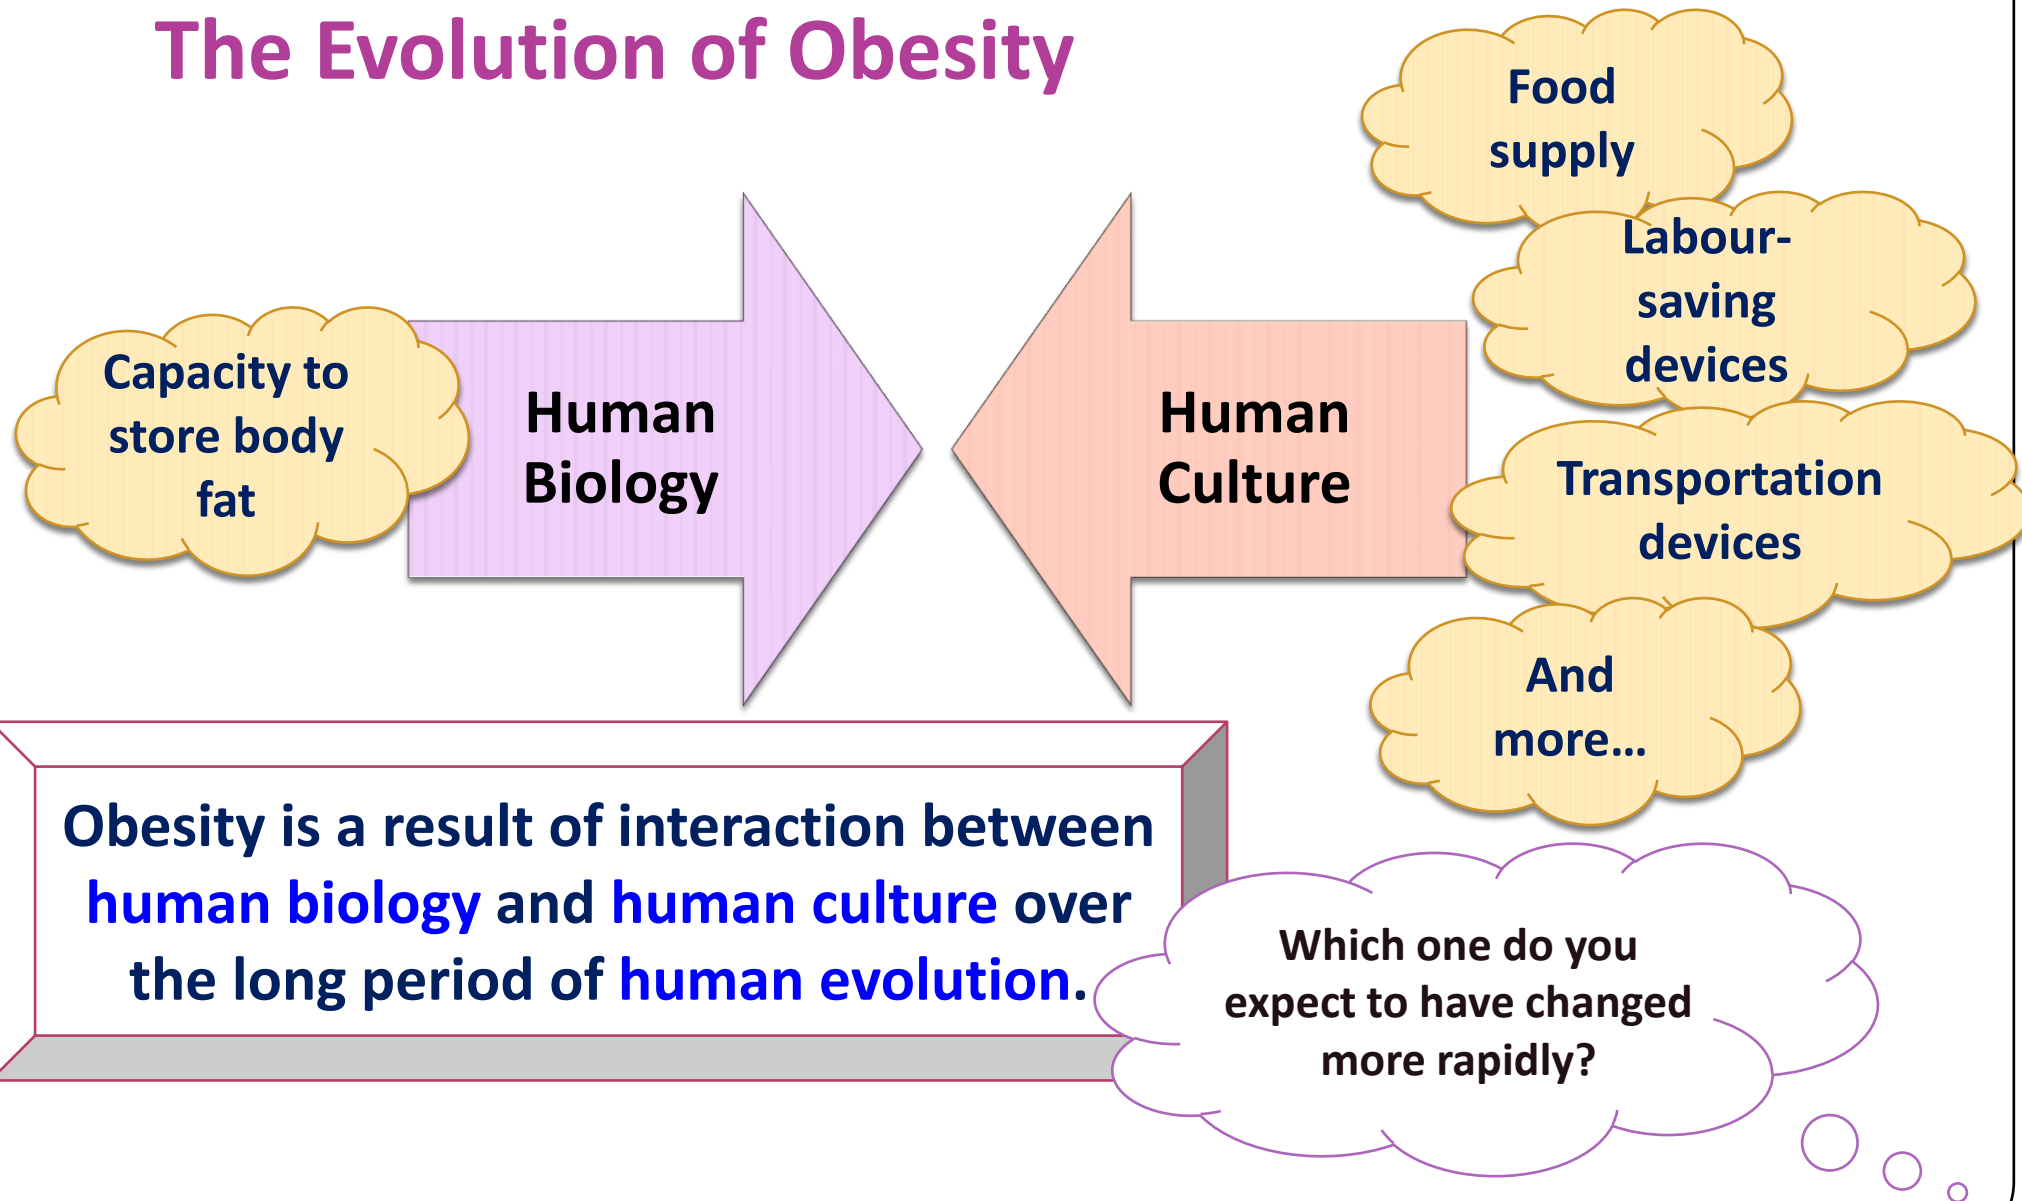 The Evolution of Obesity
Food
supply
Labour-
saving
devices
Capacity to
store body
fat
Human
Biology
Human
Culture
Transportation
devices
And
more...
Obesity is a result of interaction between
human biology and human culture over
the long period of human evolution.
Which one do you
expect to have changed
more rapidly?